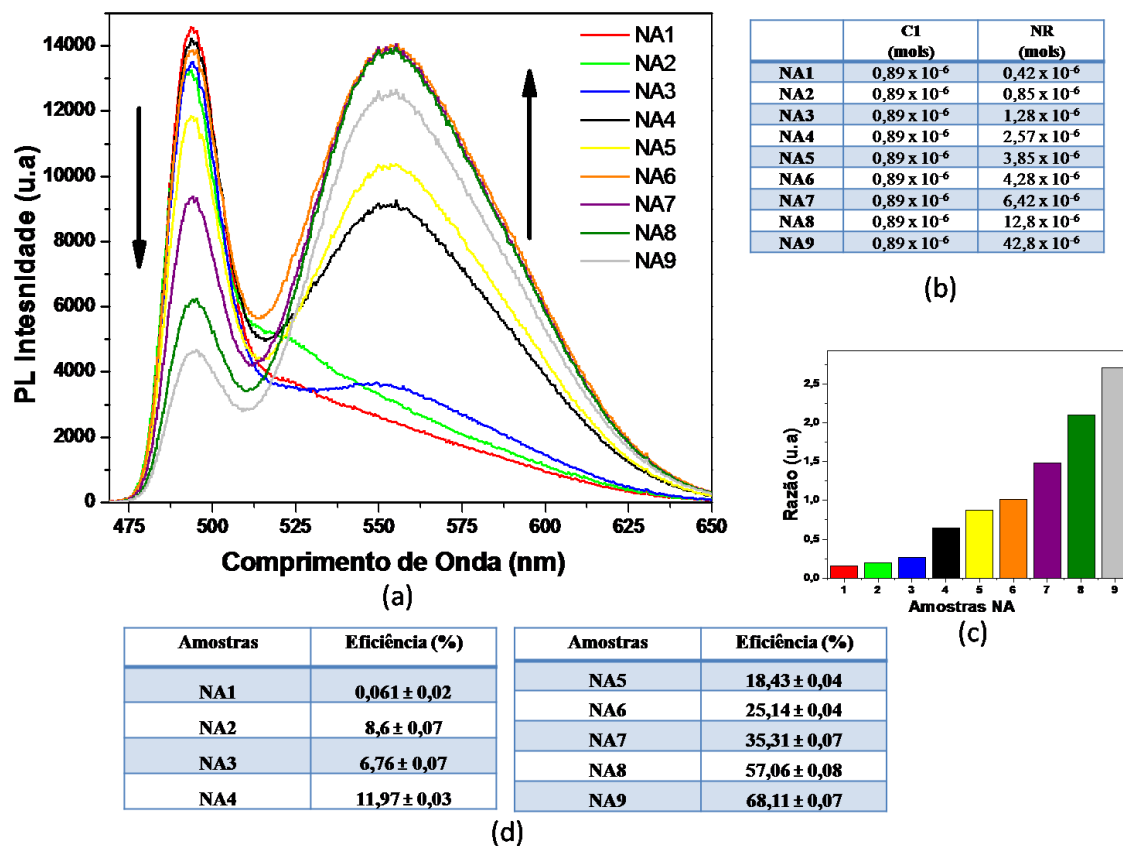 14000
12000
10000
8000
6000
4000
2000
0
PL Intesnidade (u.a)
475 500 525 550 575 600 625 650
Comprimento de Onda (nm)
NA1
NA2
NA3
NA4
NA5
NA6
NA7
NA8
NA9
(a)
C1 (mols) NR (mols)
NA1 0,89 x 10⁻⁶ 0,42 x 10⁻⁶
NA2 0,89 x 10⁻⁶ 0,85 x 10⁻⁶
NA3 0,89 x 10⁻⁶ 1,28 x 10⁻⁶
NA4 0,89 x 10⁻⁶ 2,57 x 10⁻⁶
NA5 0,89 x 10⁻⁶ 3,85 x 10⁻⁶
NA6 0,89 x 10⁻⁶ 4,28 x 10⁻⁶
NA7 0,89 x 10⁻⁶ 6,42 x 10⁻⁶
NA8 0,89 x 10⁻⁶ 12,8 x 10⁻⁶
NA9 0,89 x 10⁻⁶ 42,8 x 10⁻⁶
(b)
2,5
2,0
1,5
1,0
0,5
0,0
Razão (u.a)
1 2 3 4 5 6 7 8 9
Amostras NA
(c)
Amostras Eficiência (%)
NA1 0,061 ± 0,02
NA2 8,6 ± 0,07
NA3 6,76 ± 0,07
NA4 11,97 ± 0,03
Amostras Eficiência (%)
NA5 18,43 ± 0,04
NA6 25,14 ± 0,04
NA7 35,31 ± 0,07
NA8 57,06 ± 0,08
NA9 68,11 ± 0,07
(d)